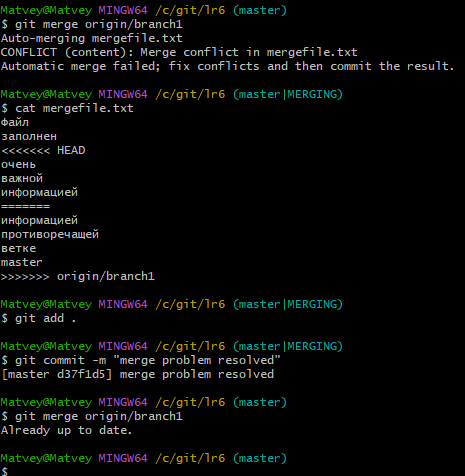 Matvey@Matvey MINGW64 /c/git/lr6 (master)
$ git merge origin/branch1
Auto-merging mergefile.txt
CONFLICT (content): Merge conflict in mergefile.txt
Automatic merge failed; fix conflicts and then commit the result.
Matvey@Matvey MINGW64 /c/git/lr6 (master|MERGING)
$ cat mergefile.txt
Файл
заполнен
<<<<<<< HEAD
очень
важной
информацией
=======
информацией
противоречащей
ветке
master
>>>>>>> origin/branch1
Matvey@Matvey MINGW64 /c/git/lr6 (master|MERGING)
$ git add .
Matvey@Matvey MINGW64 /c/git/lr6 (master|MERGING)
$ git commit -m "merge problem resolved"
[master d37f1d5] merge problem resolved
Matvey@Matvey MINGW64 /c/git/lr6 (master)
$ git merge origin/branch1
Already up to date.
Matvey@Matvey MINGW64 /c/git/lr6 (master)
$